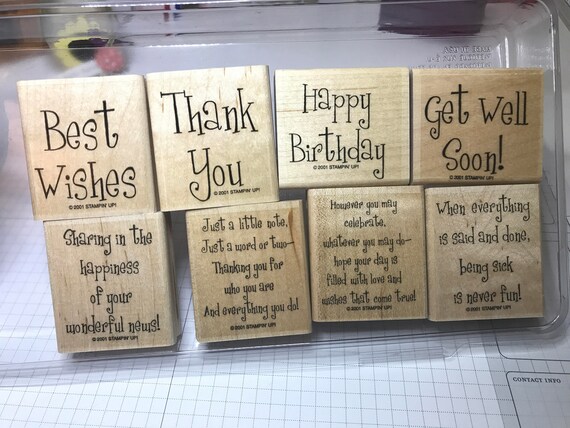 Best
Wishes
© 2001 STAMPIN' UP!
Thank
You
© 2001 STAMPIN' UP!
Happy
Birthday
© 2001 STAMPIN' UP!
Get Well
Soon!
© 2001 STAMPIN' UP!
Sharing in the
happiness
of your
wonderful news!
© 2001 STAMPIN' UP!
Just a little note,
Just a word or two—
Thanking you for
who you are
And everything you do!
© 2001 STAMPIN' UP!
However you may
celebrate,
whatever you may do—
hope your day is
filled with love and
wishes that come true!
© 2001 STAMPIN' UP!
When everything
is said and done,
being sick
is never fun!
© 2001 STAMPIN' UP!
CONTACT INFO